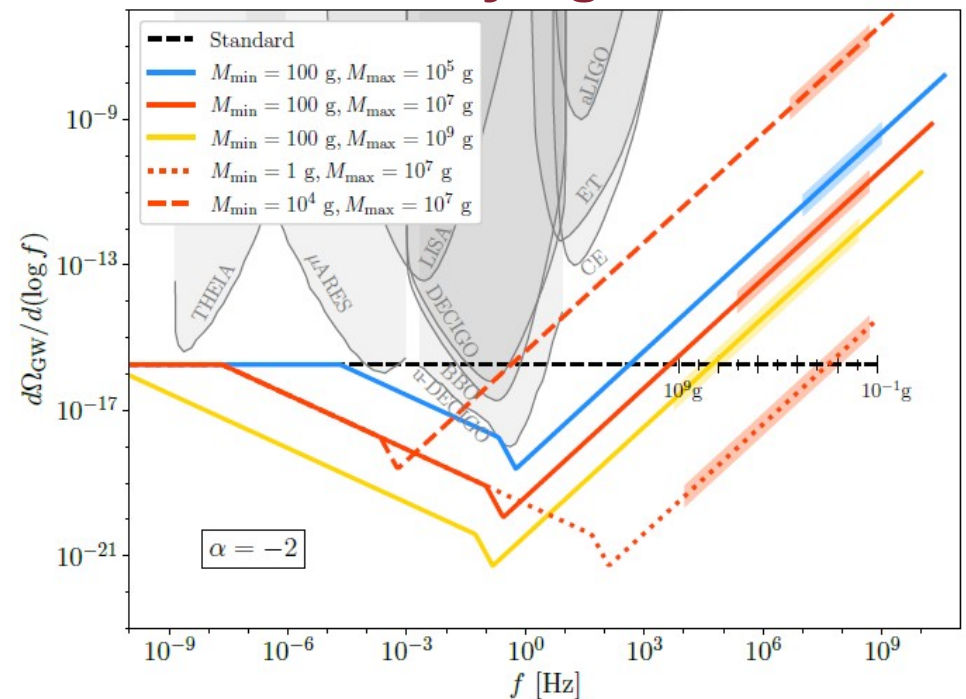 Standard
M_min = 100 g, M_max = 10^5 g
M_min = 100 g, M_max = 10^7 g
M_min = 100 g, M_max = 10^9 g
M_min = 1 g, M_max = 10^7 g
M_min = 10^4 g, M_max = 10^7 g
aLIGO
ET
CE
LISA
THEIA
μARES
DECIGO
BBO
u-DECIGO
10^9g
10^-1g
α = −2
dΩ_GW/d(log f)
10^-9
10^-13
10^-17
10^-21
10^-9 10^-6 10^-3 10^0 10^3 10^6 10^9
f [Hz]